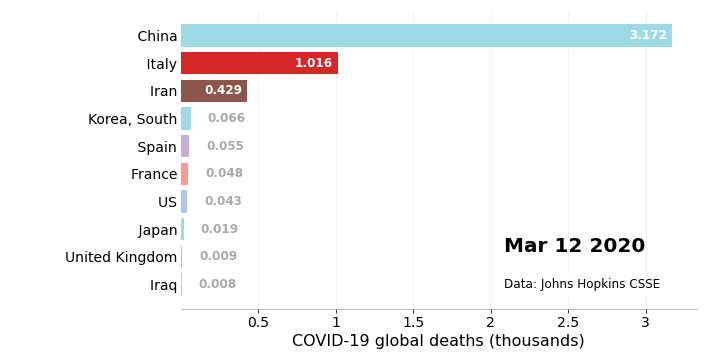 China 3.172
Italy 1.016
Iran 0.429
Korea, South 0.066
Spain 0.055
France 0.048
US 0.043
Japan 0.019
United Kingdom 0.009
Iraq 0.008
Mar 12 2020
Data: Johns Hopkins CSSE
0.5 1 1.5 2 2.5 3
COVID-19 global deaths (thousands)